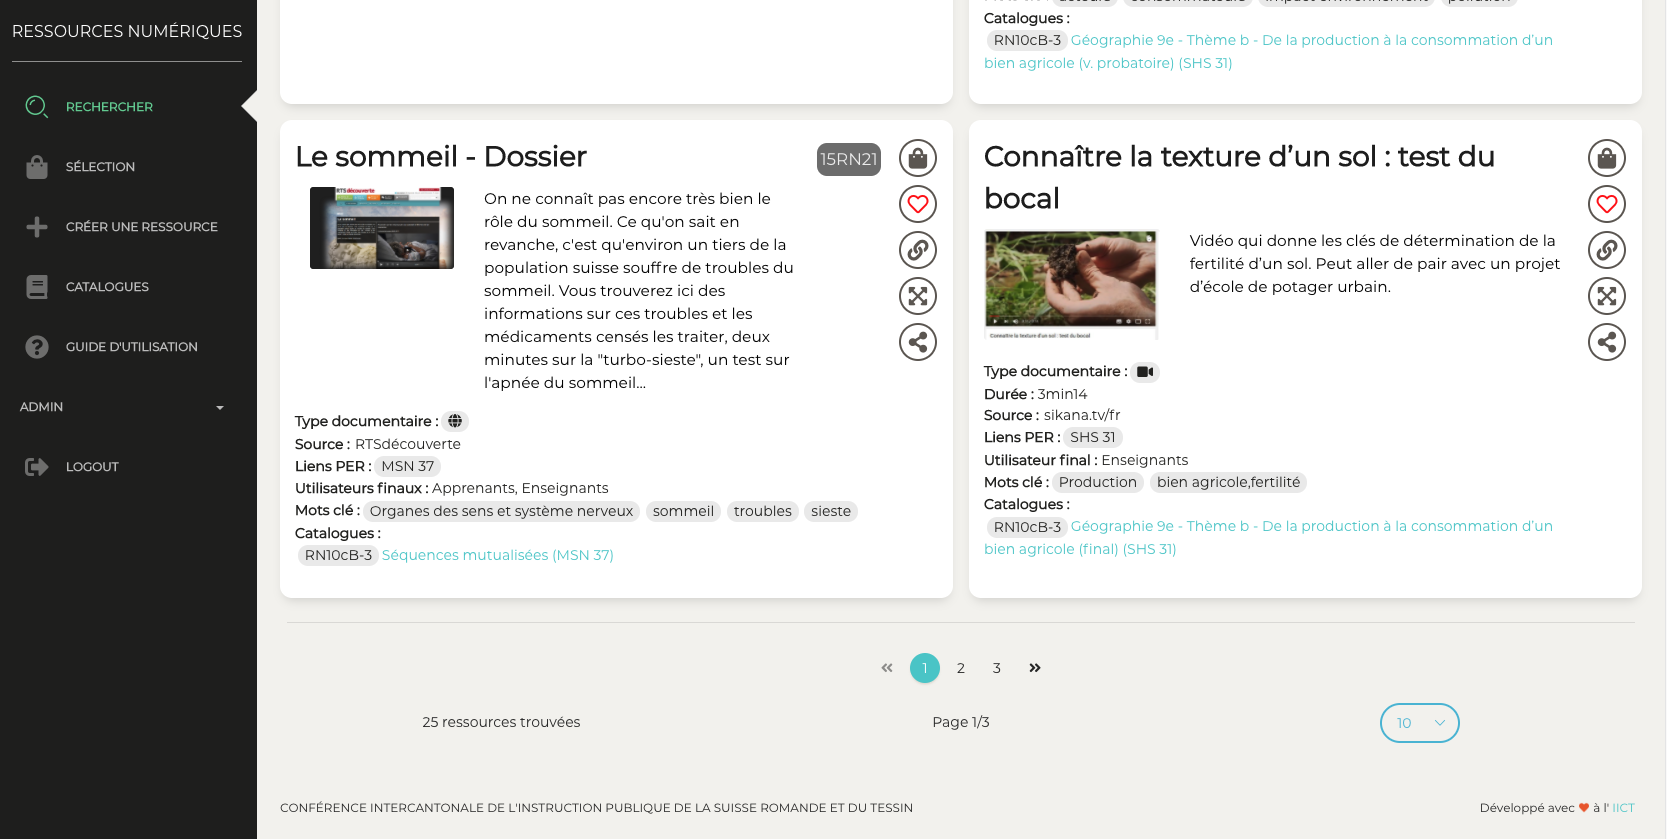 RESSOURCES NUMÉRIQUES
RECHERCHER
SÉLECTION
CRÉER UNE RESSOURCE
CATALOGUES
GUIDE D'UTILISATION
ADMIN
LOGOUT
Catalogues :
RN10cB-3 Géographie 9e - Thème b - De la production à la consommation d’un
bien agricole (v. probatoire) (SHS 31)
Le sommeil - Dossier
15RN21
On ne connaît pas encore très bien le
rôle du sommeil. Ce qu'on sait en
revanche, c'est qu'environ un tiers de la
population suisse souffre de troubles du
sommeil. Vous trouverez ici des
informations sur ces troubles et les
médicaments censés les traiter, deux
minutes sur la "turbo-sieste", un test sur
l'apnée du sommeil...
Type documentaire :
Source : RTSdécouverte
Liens PER : MSN 37
Utilisateurs finaux : Apprenants, Enseignants
Mots clé : Organes des sens et système nerveux sommeil troubles sieste
Catalogues :
RN10cB-3 Séquences mutualisées (MSN 37)
Connaître la texture d’un sol : test du
bocal
Vidéo qui donne les clés de détermination de la
fertilité d’un sol. Peut aller de pair avec un projet
d’école de potager urbain.
Connaître la texture d'un sol : test du bocal
Type documentaire :
Durée : 3min14
Source : sikana.tv/fr
Liens PER : SHS 31
Utilisateur final : Enseignants
Mots clé : Production bien agricole,fertilité
Catalogues :
RN10cB-3 Géographie 9e - Thème b - De la production à la consommation d’un
bien agricole (final) (SHS 31)
« 1 2 3 »
25 ressources trouvées
Page 1/3
10
CONFÉRENCE INTERCANTONALE DE L'INSTRUCTION PUBLIQUE DE LA SUISSE ROMANDE ET DU TESSIN
Développé avec ❤ à l' IICT